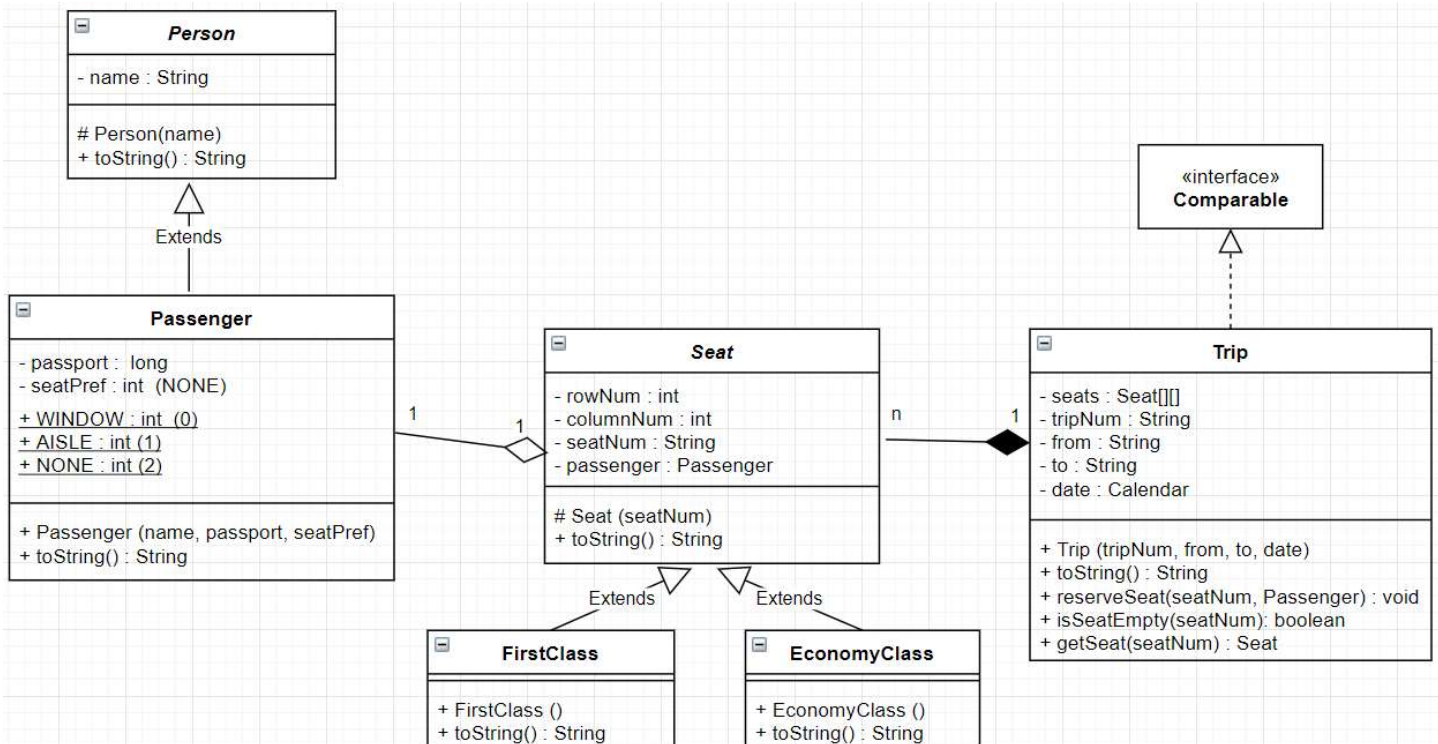 Person
- name : String
# Person(name)
+ toString() : String
Extends
«interface»
Comparable
Passenger
- passport : long
- seatPref : int (NONE)
+ WINDOW : int (0)
+ AISLE : int (1)
+ NONE : int (2)
+ Passenger (name, passport, seatPref)
+ toString() : String
1
1
Seat
- rowNum : int
- columnNum : int
- seatNum : String
- passenger : Passenger
# Seat (seatNum)
+ toString() : String
n
1
Trip
- seats : Seat[][]
- tripNum : String
- from : String
- to : String
- date : Calendar
+ Trip (tripNum, from, to, date)
+ toString() : String
+ reserveSeat(seatNum, Passenger) : void
+ isSeatEmpty(seatNum): boolean
+ getSeat(seatNum) : Seat
Extends
Extends
FirstClass
+ FirstClass ()
+ toString() : String
EconomyClass
+ EconomyClass ()
+ toString() : String